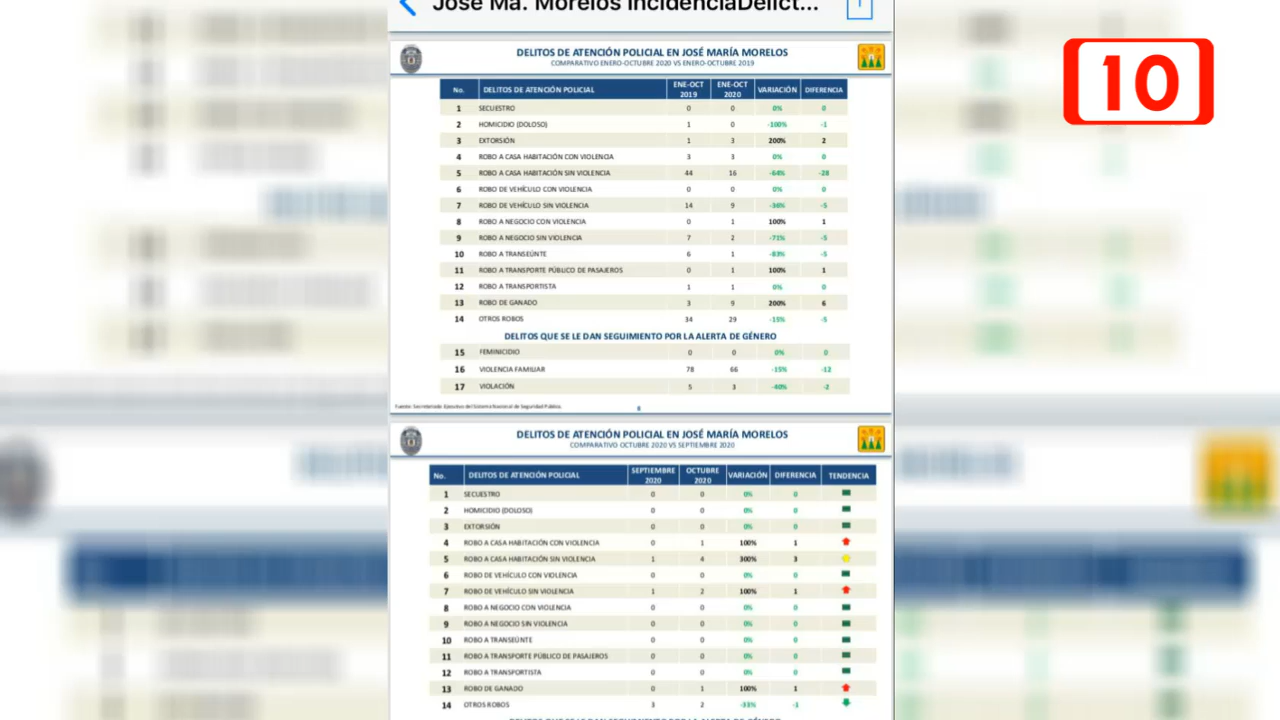 José Ma. Morelos IncidenciaDelict...
10
DELITOS DE ATENCIÓN POLICIAL EN JOSÉ MARÍA MORELOS
COMPARATIVO ENERO-OCTUBRE 2020 VS ENERO-OCTUBRE 2019
No. DELITOS DE ATENCIÓN POLICIAL ENE-OCT 2019 ENE-OCT 2020 VARIACIÓN DIFERENCIA
1 SECUESTRO 0 0 0% 0
2 HOMICIDIO (DOLOSO) 1 0 -100% -1
3 EXTORSIÓN 1 3 200% 2
4 ROBO A CASA HABITACIÓN CON VIOLENCIA 3 3 0% 0
5 ROBO A CASA HABITACIÓN SIN VIOLENCIA 44 16 -64% -28
6 ROBO DE VEHÍCULO CON VIOLENCIA 0 0 0% 0
7 ROBO DE VEHÍCULO SIN VIOLENCIA 14 9 -36% -5
8 ROBO A NEGOCIO CON VIOLENCIA 0 1 100% 1
9 ROBO A NEGOCIO SIN VIOLENCIA 7 2 -71% -5
10 ROBO A TRANSEÚNTE 6 1 -83% -5
11 ROBO A TRANSPORTE PÚBLICO DE PASAJEROS 0 1 100% 1
12 ROBO A TRANSPORTISTA 1 1 0% 0
13 ROBO DE GANADO 3 9 200% 6
14 OTROS ROBOS 34 29 -15% -5
DELITOS QUE SE LE DAN SEGUIMIENTO POR LA ALERTA DE GÉNERO
15 FEMINICIDIO 0 0 0% 0
16 VIOLENCIA FAMILIAR 78 66 -15% -12
17 VIOLACIÓN 5 3 -40% -2
Fuente: Secretariado Ejecutivo del Sistema Nacional de Seguridad Pública.
8
DELITOS DE ATENCIÓN POLICIAL EN JOSÉ MARÍA MORELOS
COMPARATIVO OCTUBRE 2020 VS SEPTIEMBRE 2020
No. DELITOS DE ATENCIÓN POLICIAL SEPTIEMBRE 2020 OCTUBRE 2020 VARIACIÓN DIFERENCIA TENDENCIA
1 SECUESTRO 0 0 0% 0
2 HOMICIDIO (DOLOSO) 0 0 0% 0
3 EXTORSIÓN 0 0 0% 0
4 ROBO A CASA HABITACIÓN CON VIOLENCIA 0 1 100% 1
5 ROBO A CASA HABITACIÓN SIN VIOLENCIA 1 4 300% 3
6 ROBO DE VEHÍCULO CON VIOLENCIA 0 0 0% 0
7 ROBO DE VEHÍCULO SIN VIOLENCIA 1 2 100% 1
8 ROBO A NEGOCIO CON VIOLENCIA 0 0 0% 0
9 ROBO A NEGOCIO SIN VIOLENCIA 0 0 0% 0
10 ROBO A TRANSEÚNTE 0 0 0% 0
11 ROBO A TRANSPORTE PÚBLICO DE PASAJEROS 0 0 0% 0
12 ROBO A TRANSPORTISTA 0 0 0% 0
13 ROBO DE GANADO 0 1 100% 1
14 OTROS ROBOS 3 2 -33% -1